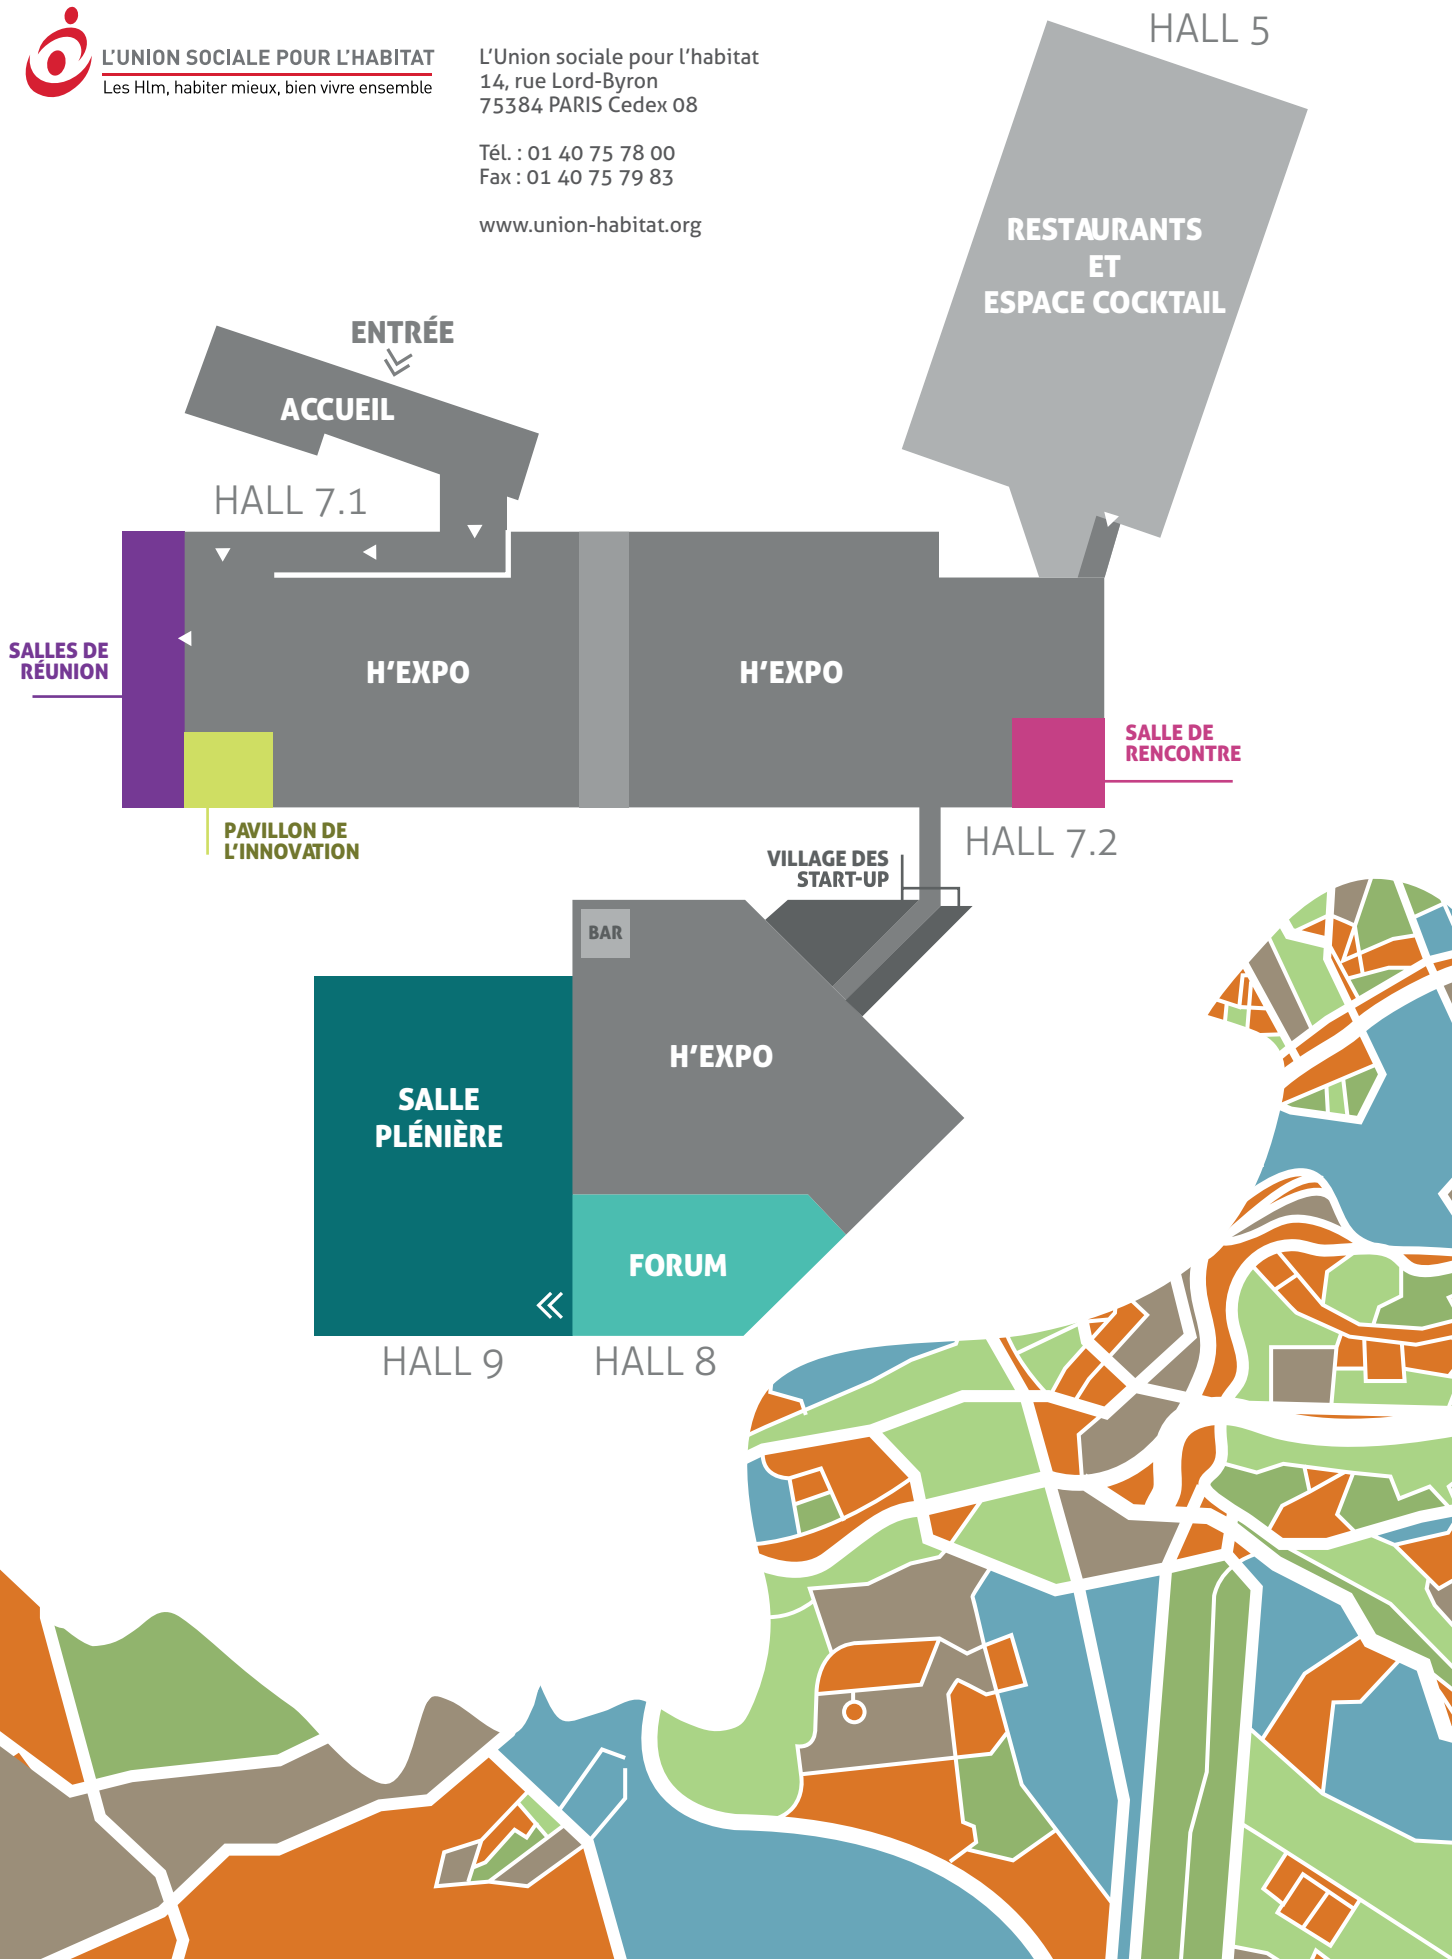 L'UNION SOCIALE POUR L'HABITAT
Les Hlm, habiter mieux, bien vivre ensemble
L'Union sociale pour l'habitat
14, rue Lord-Byron
75384 PARIS Cedex 08
Tél. : 01 40 75 78 00
Fax : 01 40 75 79 83
www.union-habitat.org
HALL 5
RESTAURANTS
ET
ESPACE COCKTAIL
ENTRÉE
ACCUEIL
HALL 7.1
SALLES DE
RÉUNION
H'EXPO
H'EXPO
SALLE DE
RENCONTRE
PAVILLON DE
L'INNOVATION
HALL 7.2
VILLAGE DES
START-UP
BAR
H'EXPO
SALLE
PLÉNIÈRE
FORUM
HALL 9
HALL 8